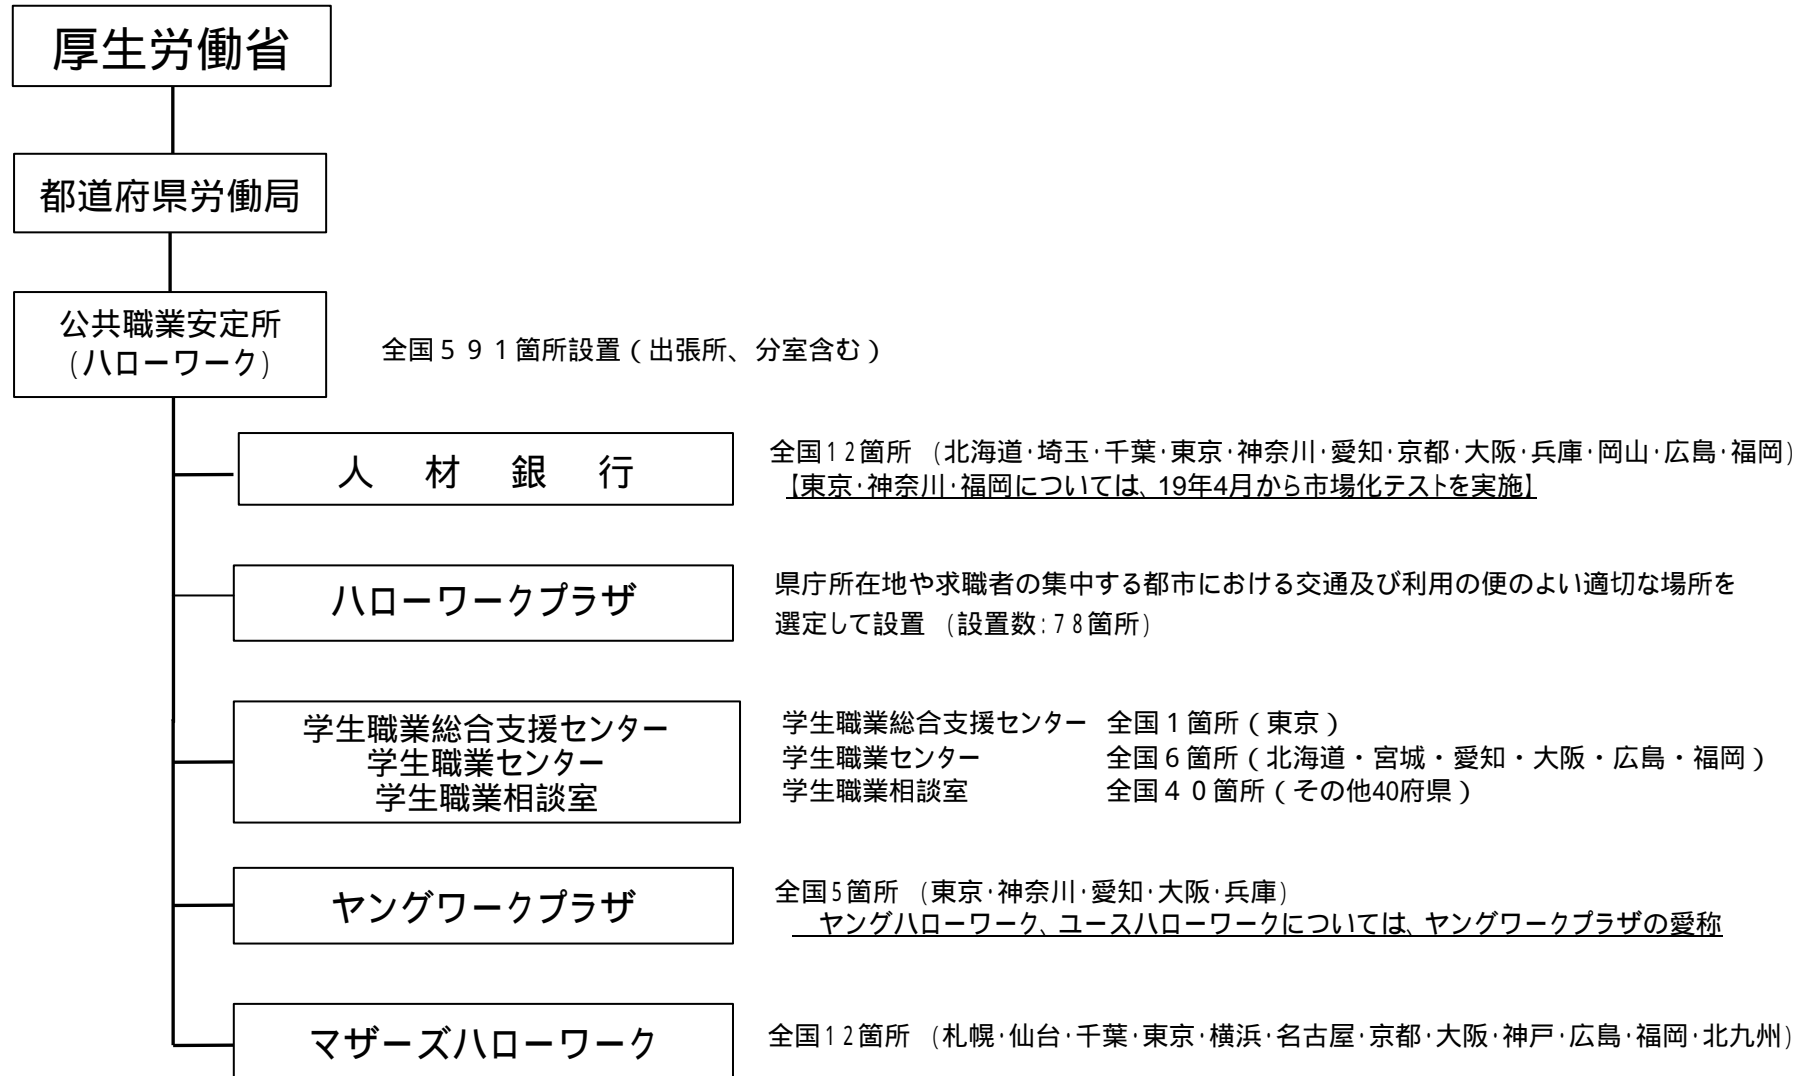 厚生労働省
都道府県労働局
公共職業安定所
(ハローワーク)
全国591箇所設置(出張所、分室含む)
人 材 銀 行
全国12箇所 (北海道・埼玉・千葉・東京・神奈川・愛知・京都・大阪・兵庫・岡山・広島・福岡)
【東京・神奈川・福岡については、19年4月から市場化テストを実施】
ハローワークプラザ
県庁所在地や求職者の集中する都市における交通及び利用の便のよい適切な場所を
選定して設置 (設置数:78箇所)
学生職業総合支援センター
学生職業センター
学生職業相談室
学生職業総合支援センター 全国1箇所(東京)
学生職業センター 全国6箇所(北海道・宮城・愛知・大阪・広島・福岡)
学生職業相談室 全国40箇所(その他40府県)
ヤングワークプラザ
全国5箇所 (東京・神奈川・愛知・大阪・兵庫)
ヤングハローワーク、ユースハローワークについては、ヤングワークプラザの愛称
マザーズハローワーク
全国12箇所 (札幌・仙台・千葉・東京・横浜・名古屋・京都・大阪・神戸・広島・福岡・北九州)